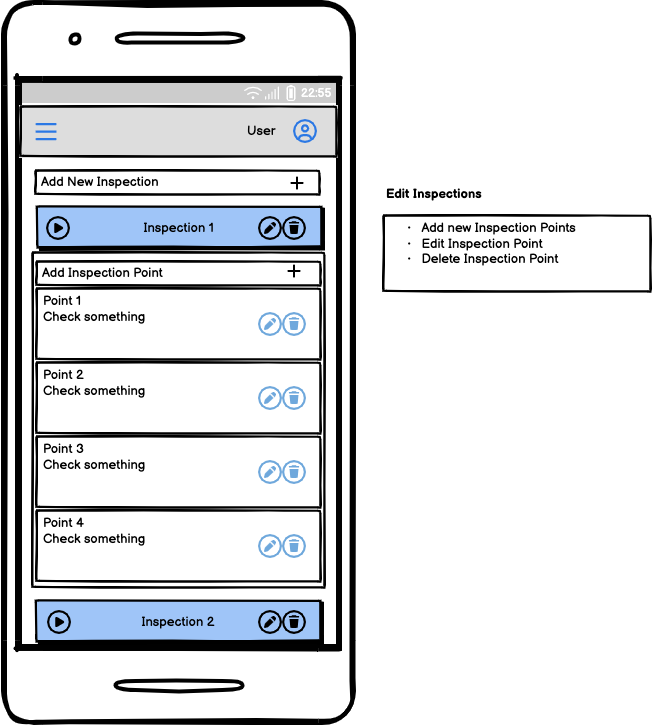 22:55
User
Add New Inspection
Inspection 1
Add Inspection Point
Point 1
Check something
Point 2
Check something
Point 3
Check something
Point 4
Check something
Inspection 2
Edit Inspections
· Add new Inspection Points
· Edit Inspection Point
· Delete Inspection Point